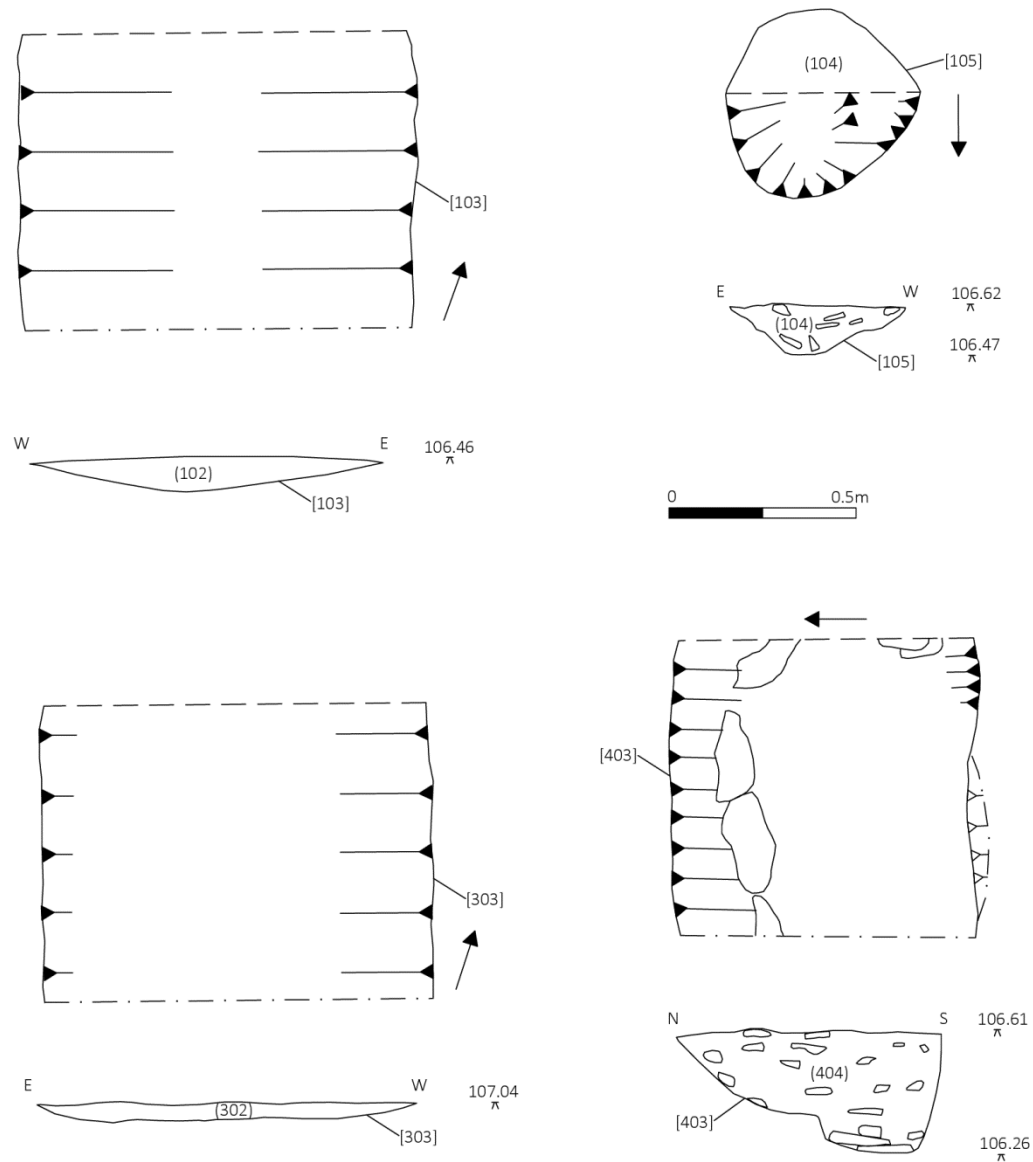 [103]
W E 106.46
(102)
[103]
(104) [105]
E W 106.62
(104)
106.47
[105]
0 0.5m
[303]
E W 107.04
(302)
[303]
[403]
N S 106.61
(404)
[403]
106.26